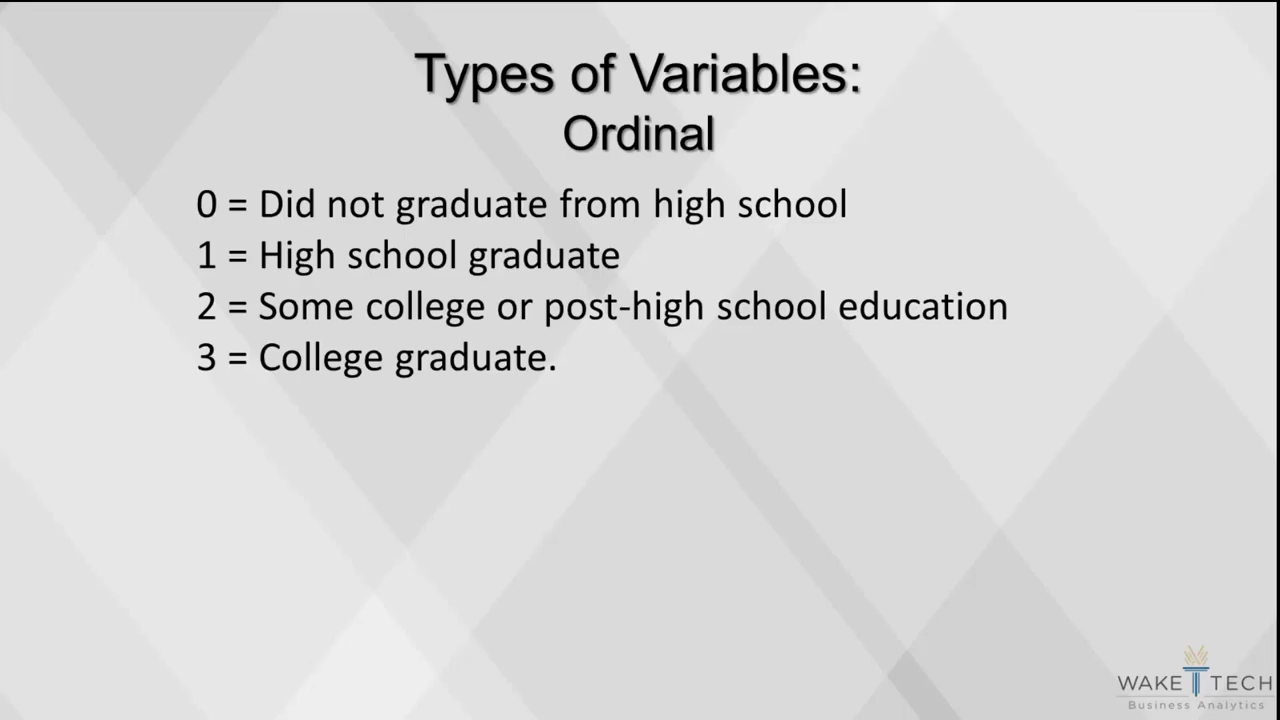 Types of Variables:
Ordinal
0 = Did not graduate from high school
1 = High school graduate
2 = Some college or post-high school education
3 = College graduate.
WAKE TECH
Business Analytics